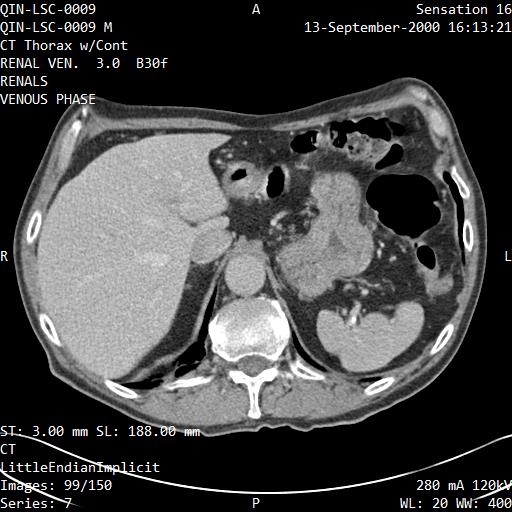 QIN-LSC-0009
A
Sensation 16
QIN-LSC-0009 M
13-September-2000 16:13:21
CT Thorax w/Cont
RENAL VEN.  3.0  B30f
RENALS
VENOUS PHASE
R
L
ST: 3.00 mm SL: 188.00 mm
CT
LittleEndianImplicit
Images: 99/150
280 mA 120kV
Series: 7
P
WL: 20 WW: 400